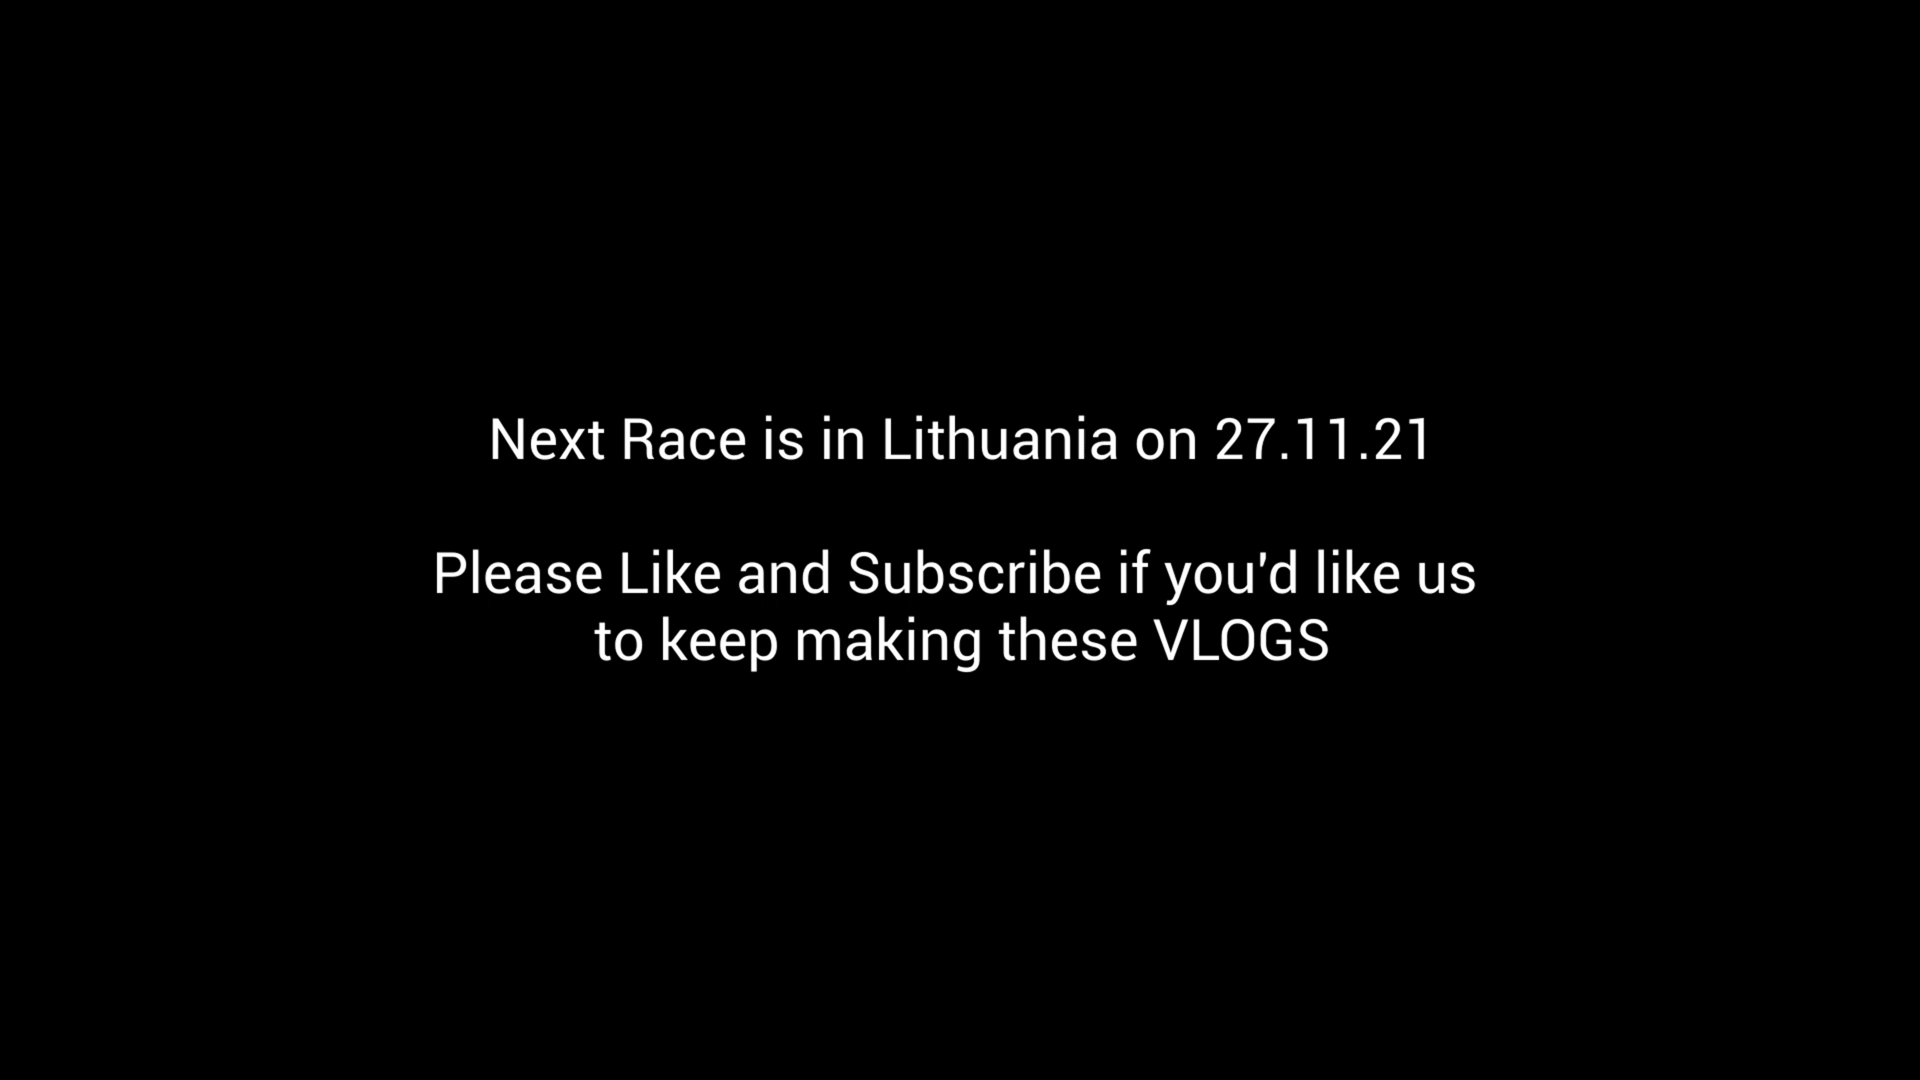 Next Race is in Lithuania on 27.11.21
Please Like and Subscribe if you'd like us
to keep making these VLOGS